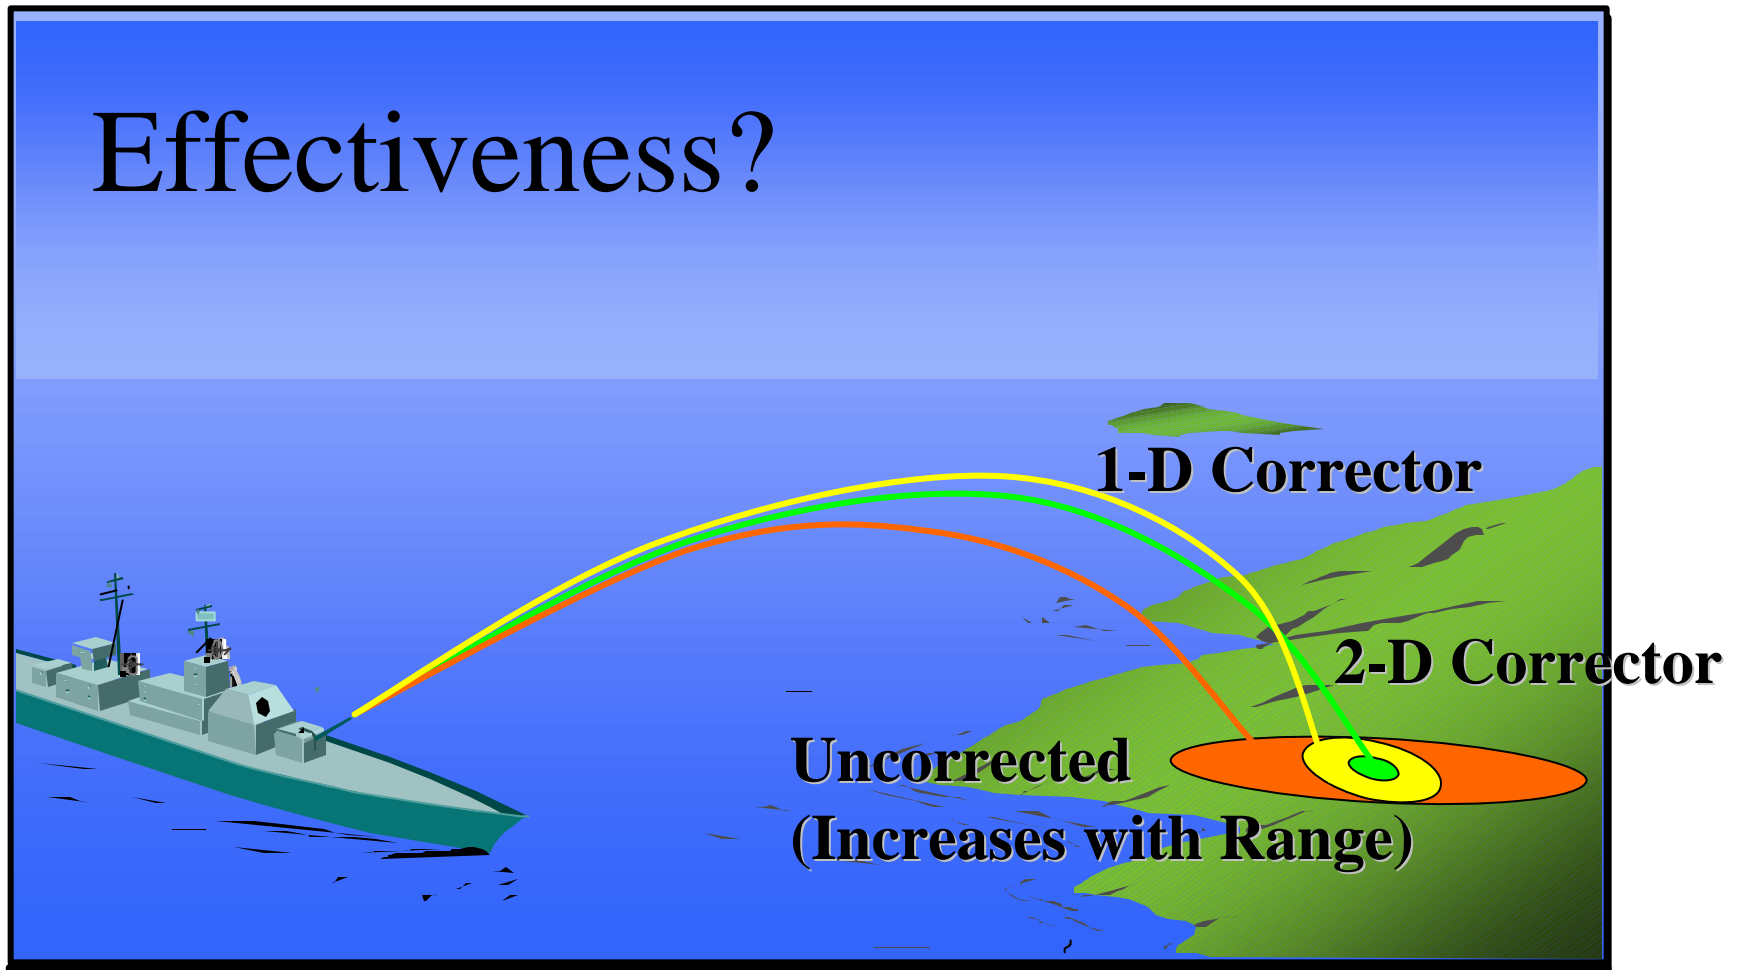 Effectiveness?
1-D Corrector
2-D Corrector
Uncorrected
(Increases with Range)